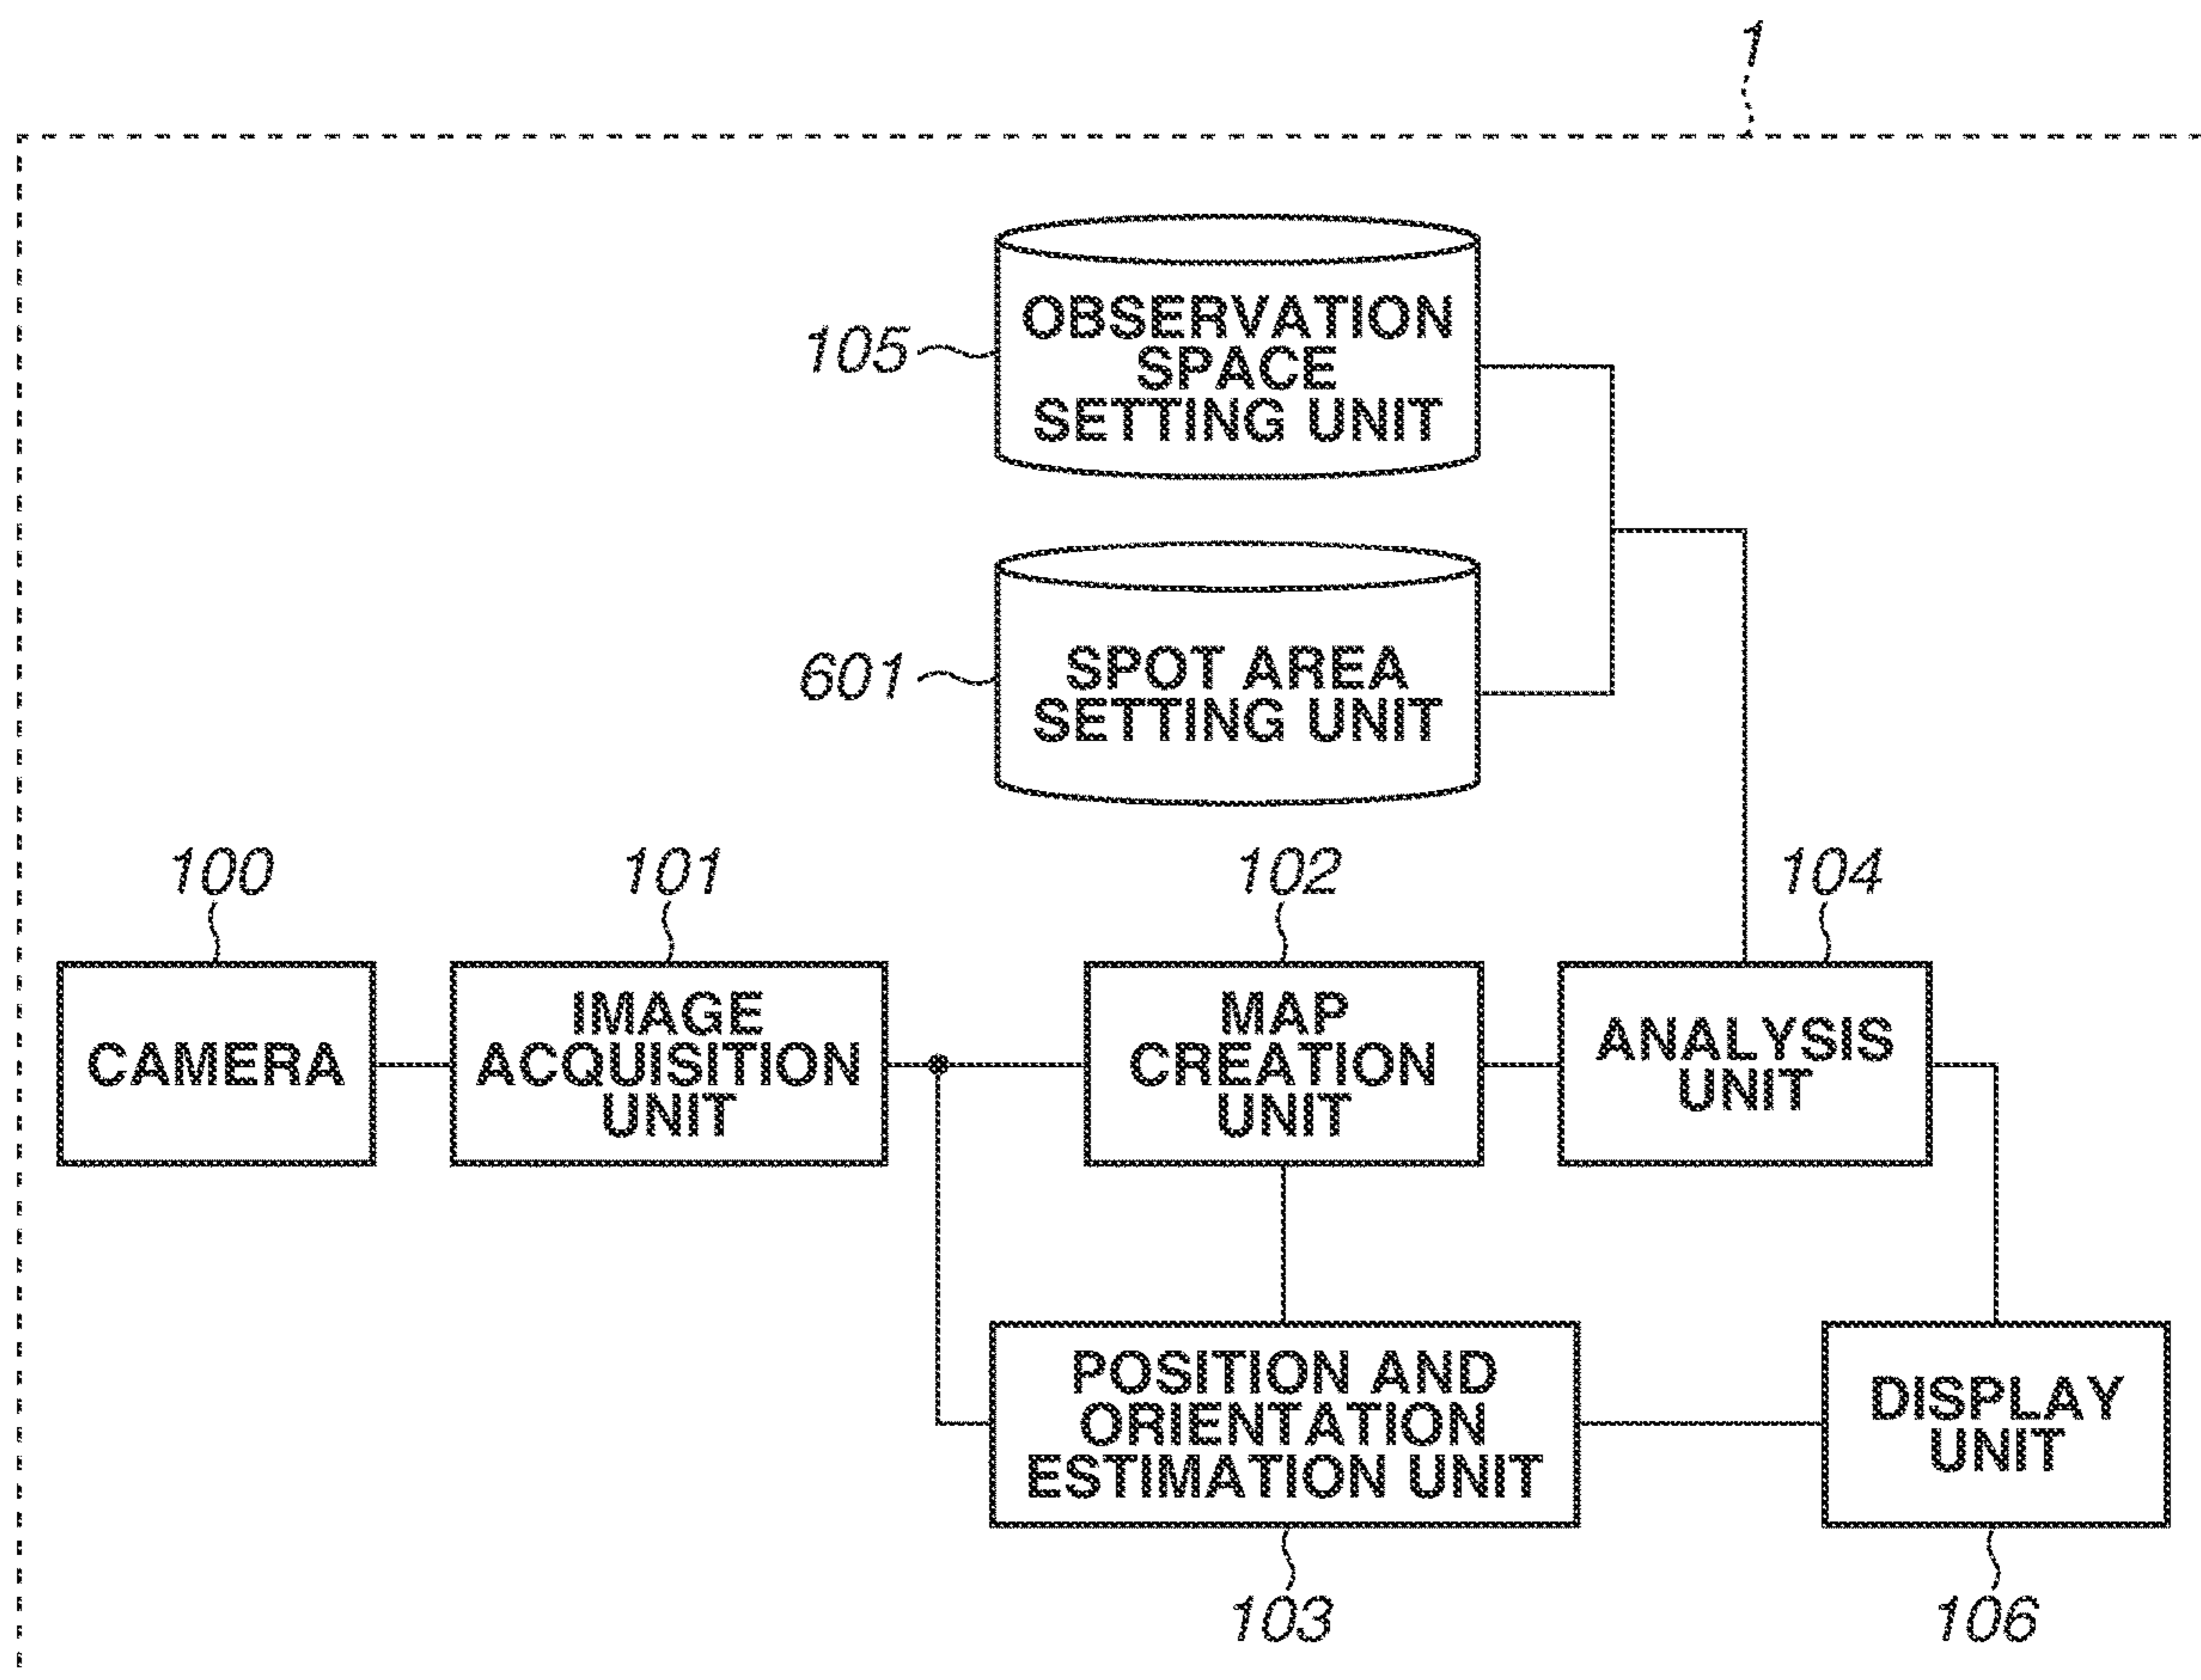 1
OBSERVATION
SPACE
SETTING UNIT
105
SPOT AREA
SETTING UNIT
601
100
101
102
104
CAMERA
IMAGE
ACQUISITION
UNIT
MAP
CREATION
UNIT
ANALYSIS
UNIT
POSITION AND
ORIENTATION
ESTIMATION UNIT
DISPLAY
UNIT
103
106